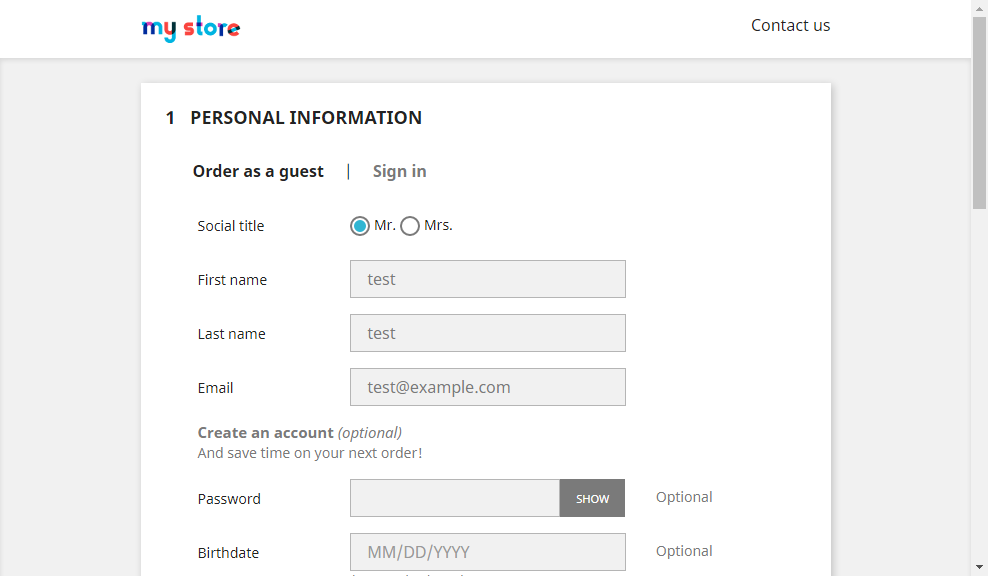 my store
Contact us
1 PERSONAL INFORMATION
Order as a guest | Sign in
Social title Mr. Mrs.
First name test
Last name test
Email test@example.com
Create an account (optional)
And save time on your next order!
Password SHOW Optional
Birthdate MM/DD/YYYY Optional